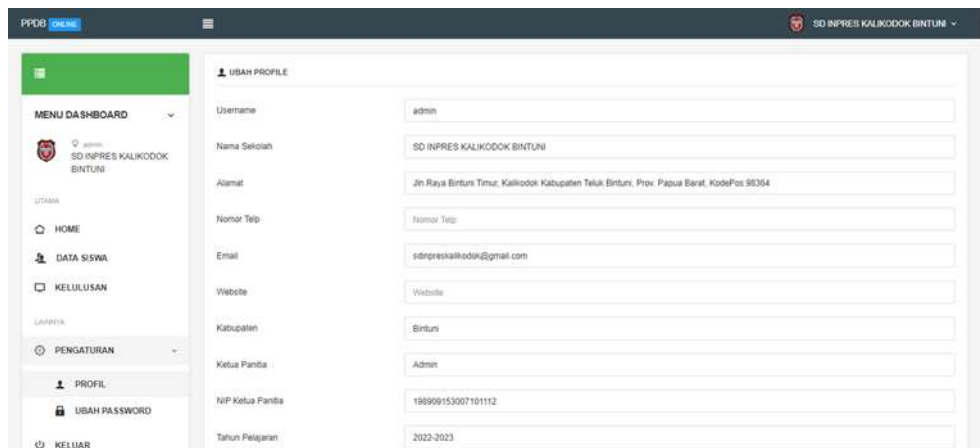 PPDB ONLINE
SD INPRES KALIKODOK BINTUNI
MENU DASHBOARD
admin
SD INPRES KALIKODOK
BINTUNI
UTAMA
HOME
DATA SISWA
KELULUSAN
LAINNYA
PENGATURAN
PROFIL
UBAH PASSWORD
KELUAR
UBAH PROFILE
Username admin
Nama Sekolah SD INPRES KALIKODOK BINTUNI
Alamat Jln.Raya Bintuni Timur, Kalikodok Kabupaten Teluk Bintuni, Prov. Papua Barat, KodePos 98364
Nomor Telp Nomor Telp
Email sdinpreskalikodok@gmail.com
Website Website
Kabupaten Bintuni
Ketua Panitia Admin
NIP Ketua Panitia 198909153007101112
Tahun Pelajaran 2022-2023